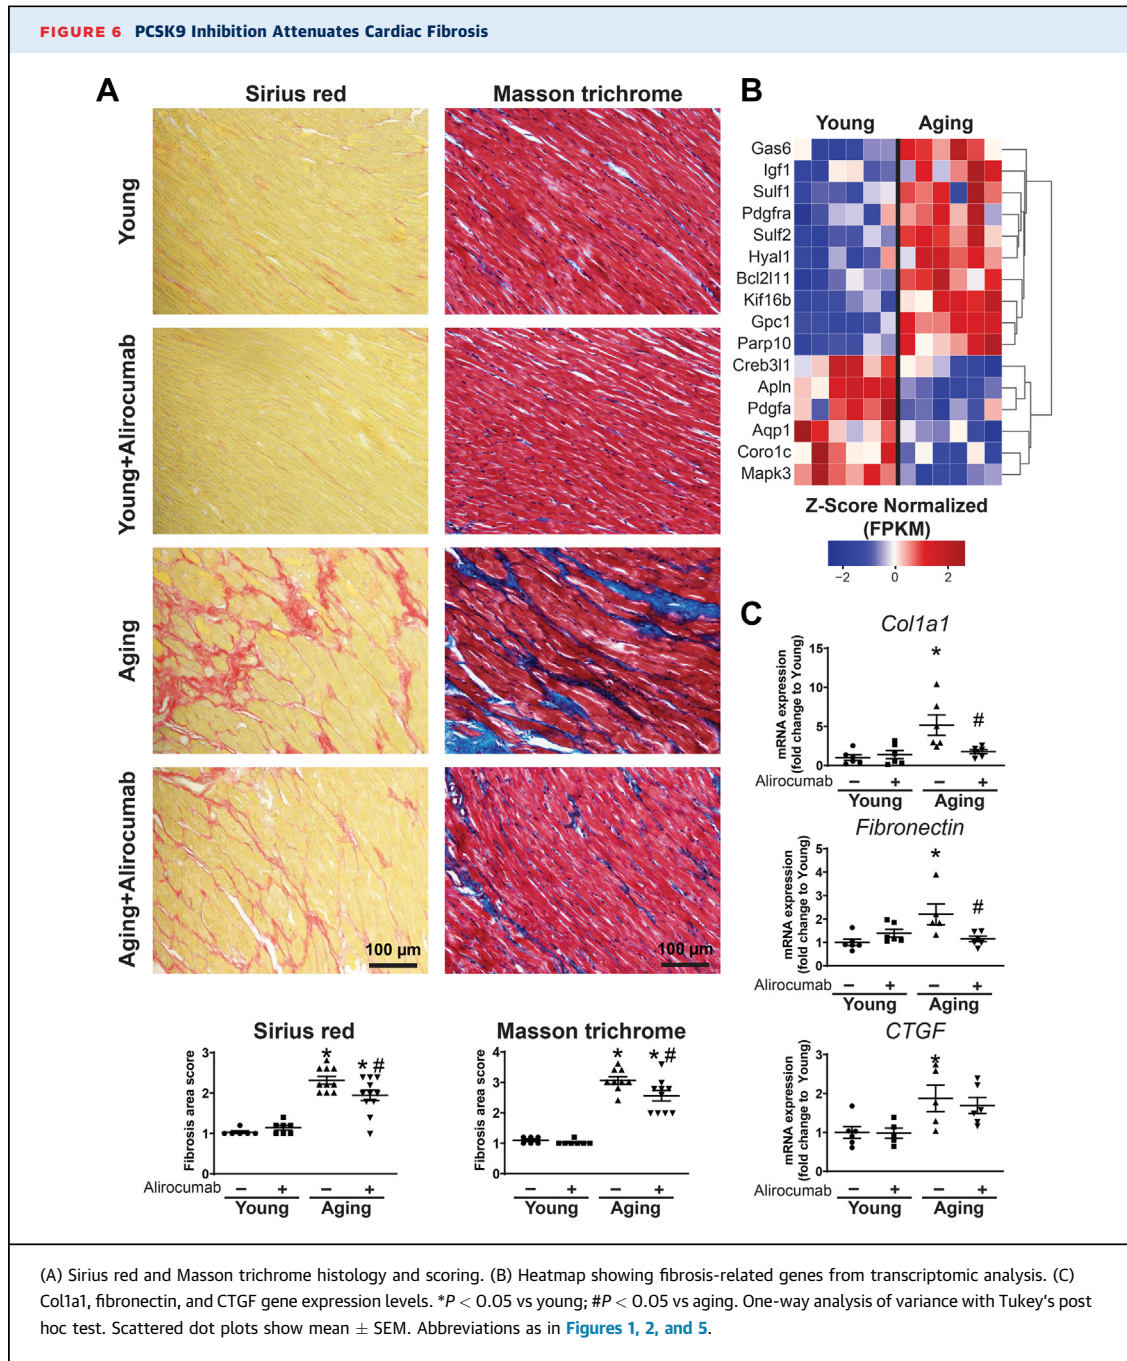 FIGURE 6 PCSK9 Inhibition Attenuates Cardiac Fibrosis
A
Sirius red
Masson trichrome
Young
Young+Alirocumab
Aging
Aging+Alirocumab
100 µm
100 µm
Sirius red
Fibrosis area score
3
2
1
0
* * #
Alirocumab − + − +
Young Aging
Masson trichrome
Fibrosis area score
4
3
2
1
0
* * #
Alirocumab − + − +
Young Aging
B
Young Aging
Gas6
Igf1
Sulf1
Pdgfra
Sulf2
Hyal1
Bcl2l11
Kif16b
Gpc1
Parp10
Creb3l1
Apln
Pdgfa
Aqp1
Coro1c
Mapk3
Z-Score Normalized
(FPKM)
−2 0 2
C
Col1a1
mRNA expression
(fold change to Young)
15
10
5
0
* #
Alirocumab − + − +
Young Aging
Fibronectin
mRNA expression
(fold change to Young)
5
4
3
2
1
0
* #
Alirocumab − + − +
Young Aging
CTGF
mRNA expression
(fold change to Young)
3
2
1
0
*
Alirocumab − + − +
Young Aging
(A) Sirius red and Masson trichrome histology and scoring. (B) Heatmap showing fibrosis-related genes from transcriptomic analysis. (C)
Col1a1, fibronectin, and CTGF gene expression levels. *P < 0.05 vs young; #P < 0.05 vs aging. One-way analysis of variance with Tukey's post
hoc test. Scattered dot plots show mean ± SEM. Abbreviations as in Figures 1, 2, and 5.